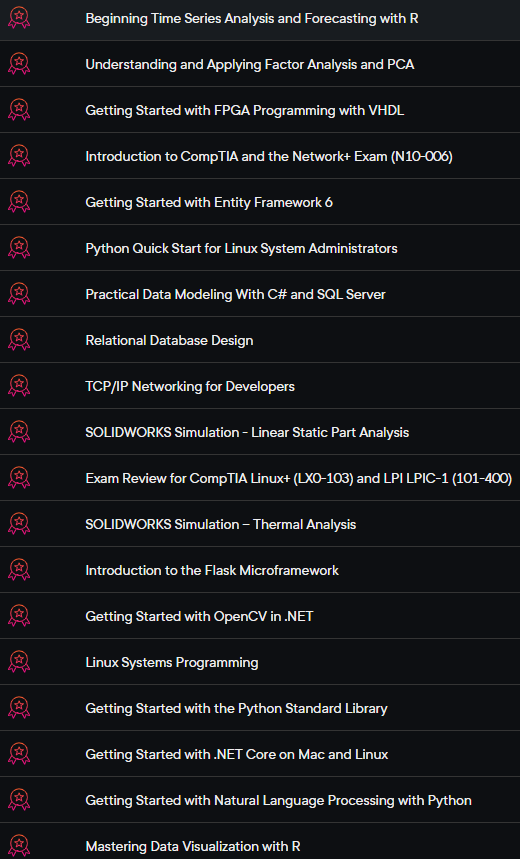 Beginning Time Series Analysis and Forecasting with R
Understanding and Applying Factor Analysis and PCA
Getting Started with FPGA Programming with VHDL
Introduction to CompTIA and the Network+ Exam (N10-006)
Getting Started with Entity Framework 6
Python Quick Start for Linux System Administrators
Practical Data Modeling With C# and SQL Server
Relational Database Design
TCP/IP Networking for Developers
SOLIDWORKS Simulation - Linear Static Part Analysis
Exam Review for CompTIA Linux+ (LX0-103) and LPI LPIC-1 (101-400)
SOLIDWORKS Simulation – Thermal Analysis
Introduction to the Flask Microframework
Getting Started with OpenCV in .NET
Linux Systems Programming
Getting Started with the Python Standard Library
Getting Started with .NET Core on Mac and Linux
Getting Started with Natural Language Processing with Python
Mastering Data Visualization with R